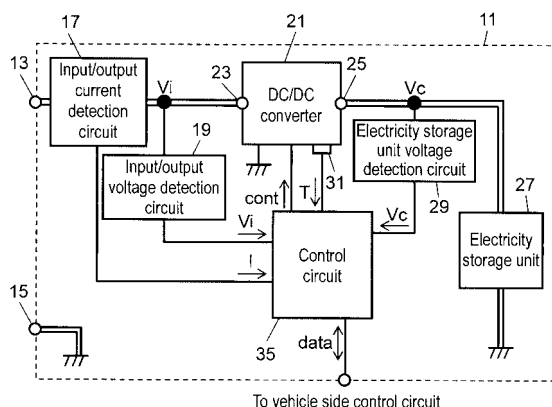 17
21
11
13
Input/output
current detection
circuit
Vi
23
DC/DC
converter
25
Vc
19
Input/output
voltage detection
circuit
Electricity storage
unit voltage
detection circuit
31
29
27
cont
T
Vi
Vc
I
Control
circuit
Electricity
storage unit
15
35
data
To vehicle side control circuit